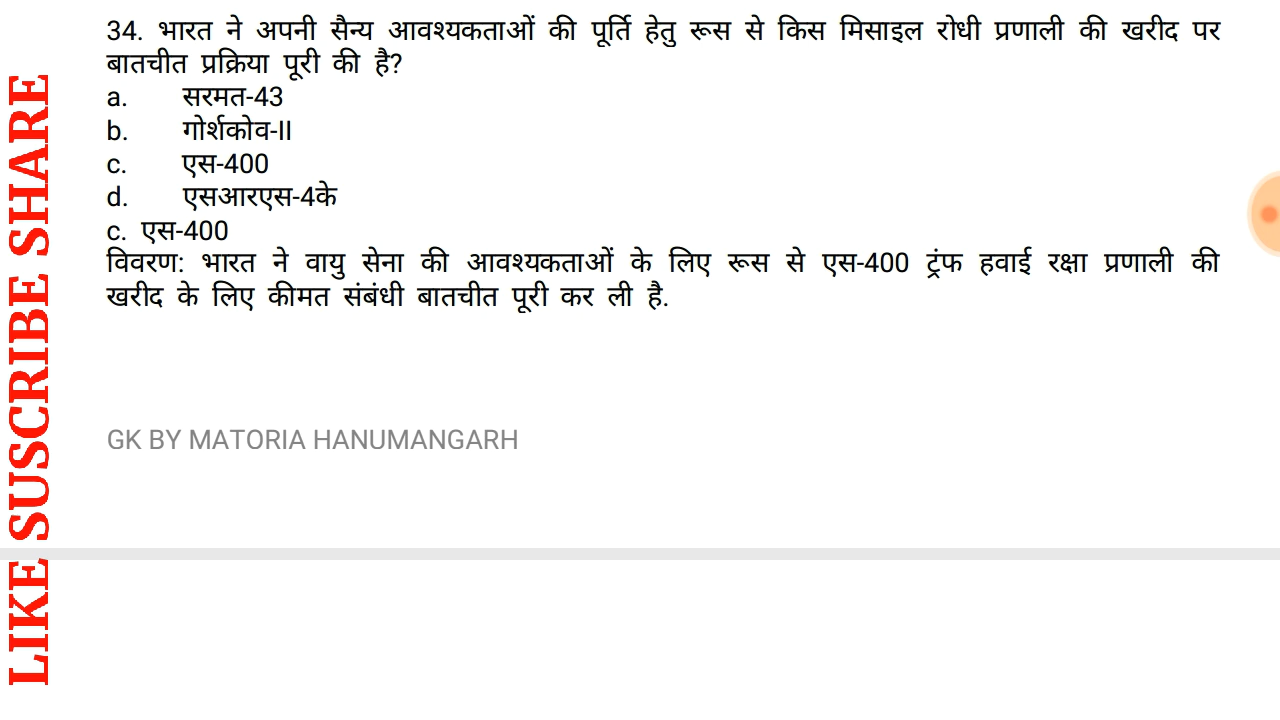 34. भारत ने अपनी सैन्य आवश्यकताओं की पूर्ति हेतु रूस से किस मिसाइल रोधी प्रणाली की खरीद पर
बातचीत प्रक्रिया पूरी की है?
a. सरमत-43
b. गोर्शकोव-II
c. एस-400
d. एसआरएस-4के
c. एस-400
विवरण: भारत ने वायु सेना की आवश्यकताओं के लिए रूस से एस-400 ट्रंफ हवाई रक्षा प्रणाली की
खरीद के लिए कीमत संबंधी बातचीत पूरी कर ली है.
GK BY MATORIA HANUMANGARH
LIKE SUSCRIBE SHARE